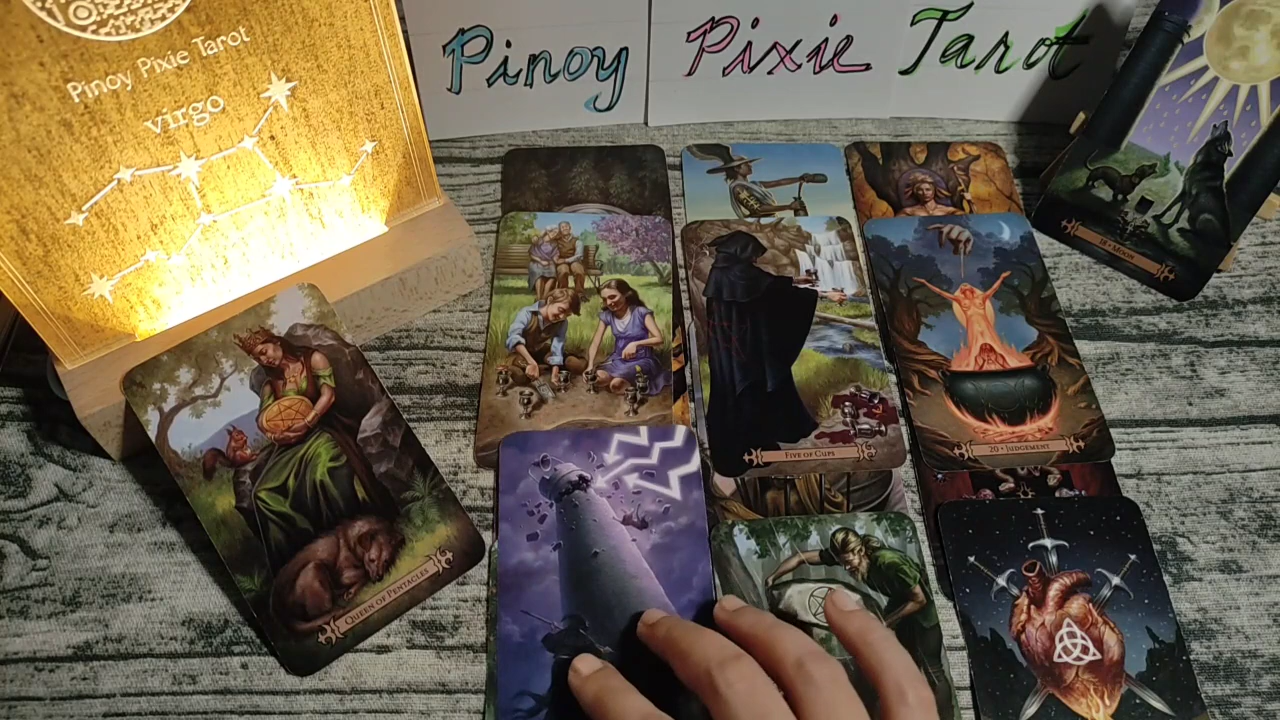 Pinoy Pixie Tarot
virgo
Pinoy Pixie Tarot
18 • MOON
FIVE OF CUPS
20 • JUDGEMENT
QUEEN OF PENTACLES